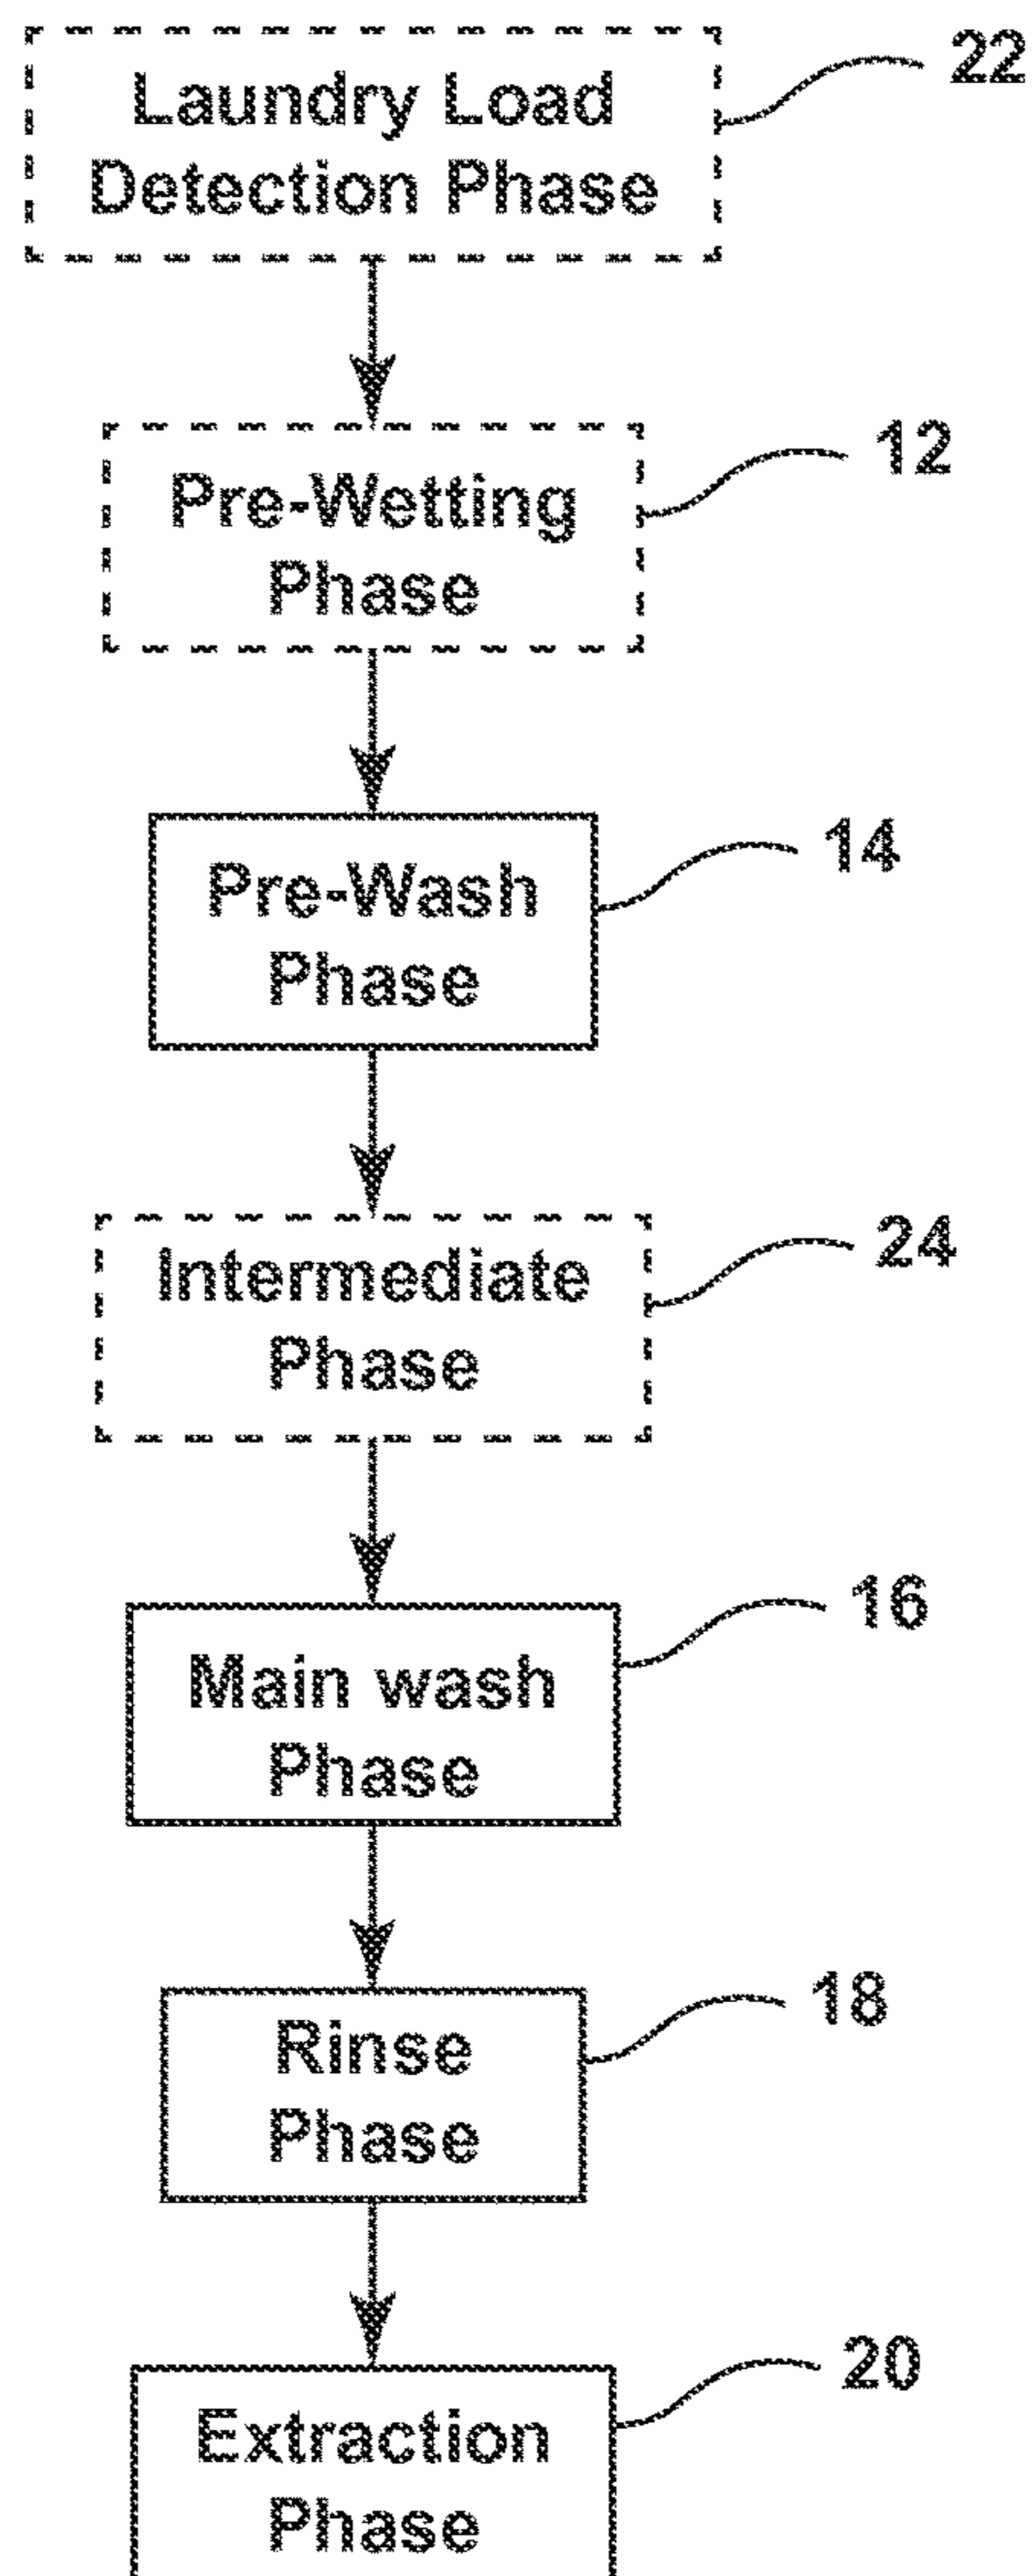 Laundry Load
Detection Phase
22
Pre-Wetting
Phase
12
Pre-Wash
Phase
14
Intermediate
Phase
24
Main wash
Phase
16
Rinse
Phase
18
Extraction
Phase
20